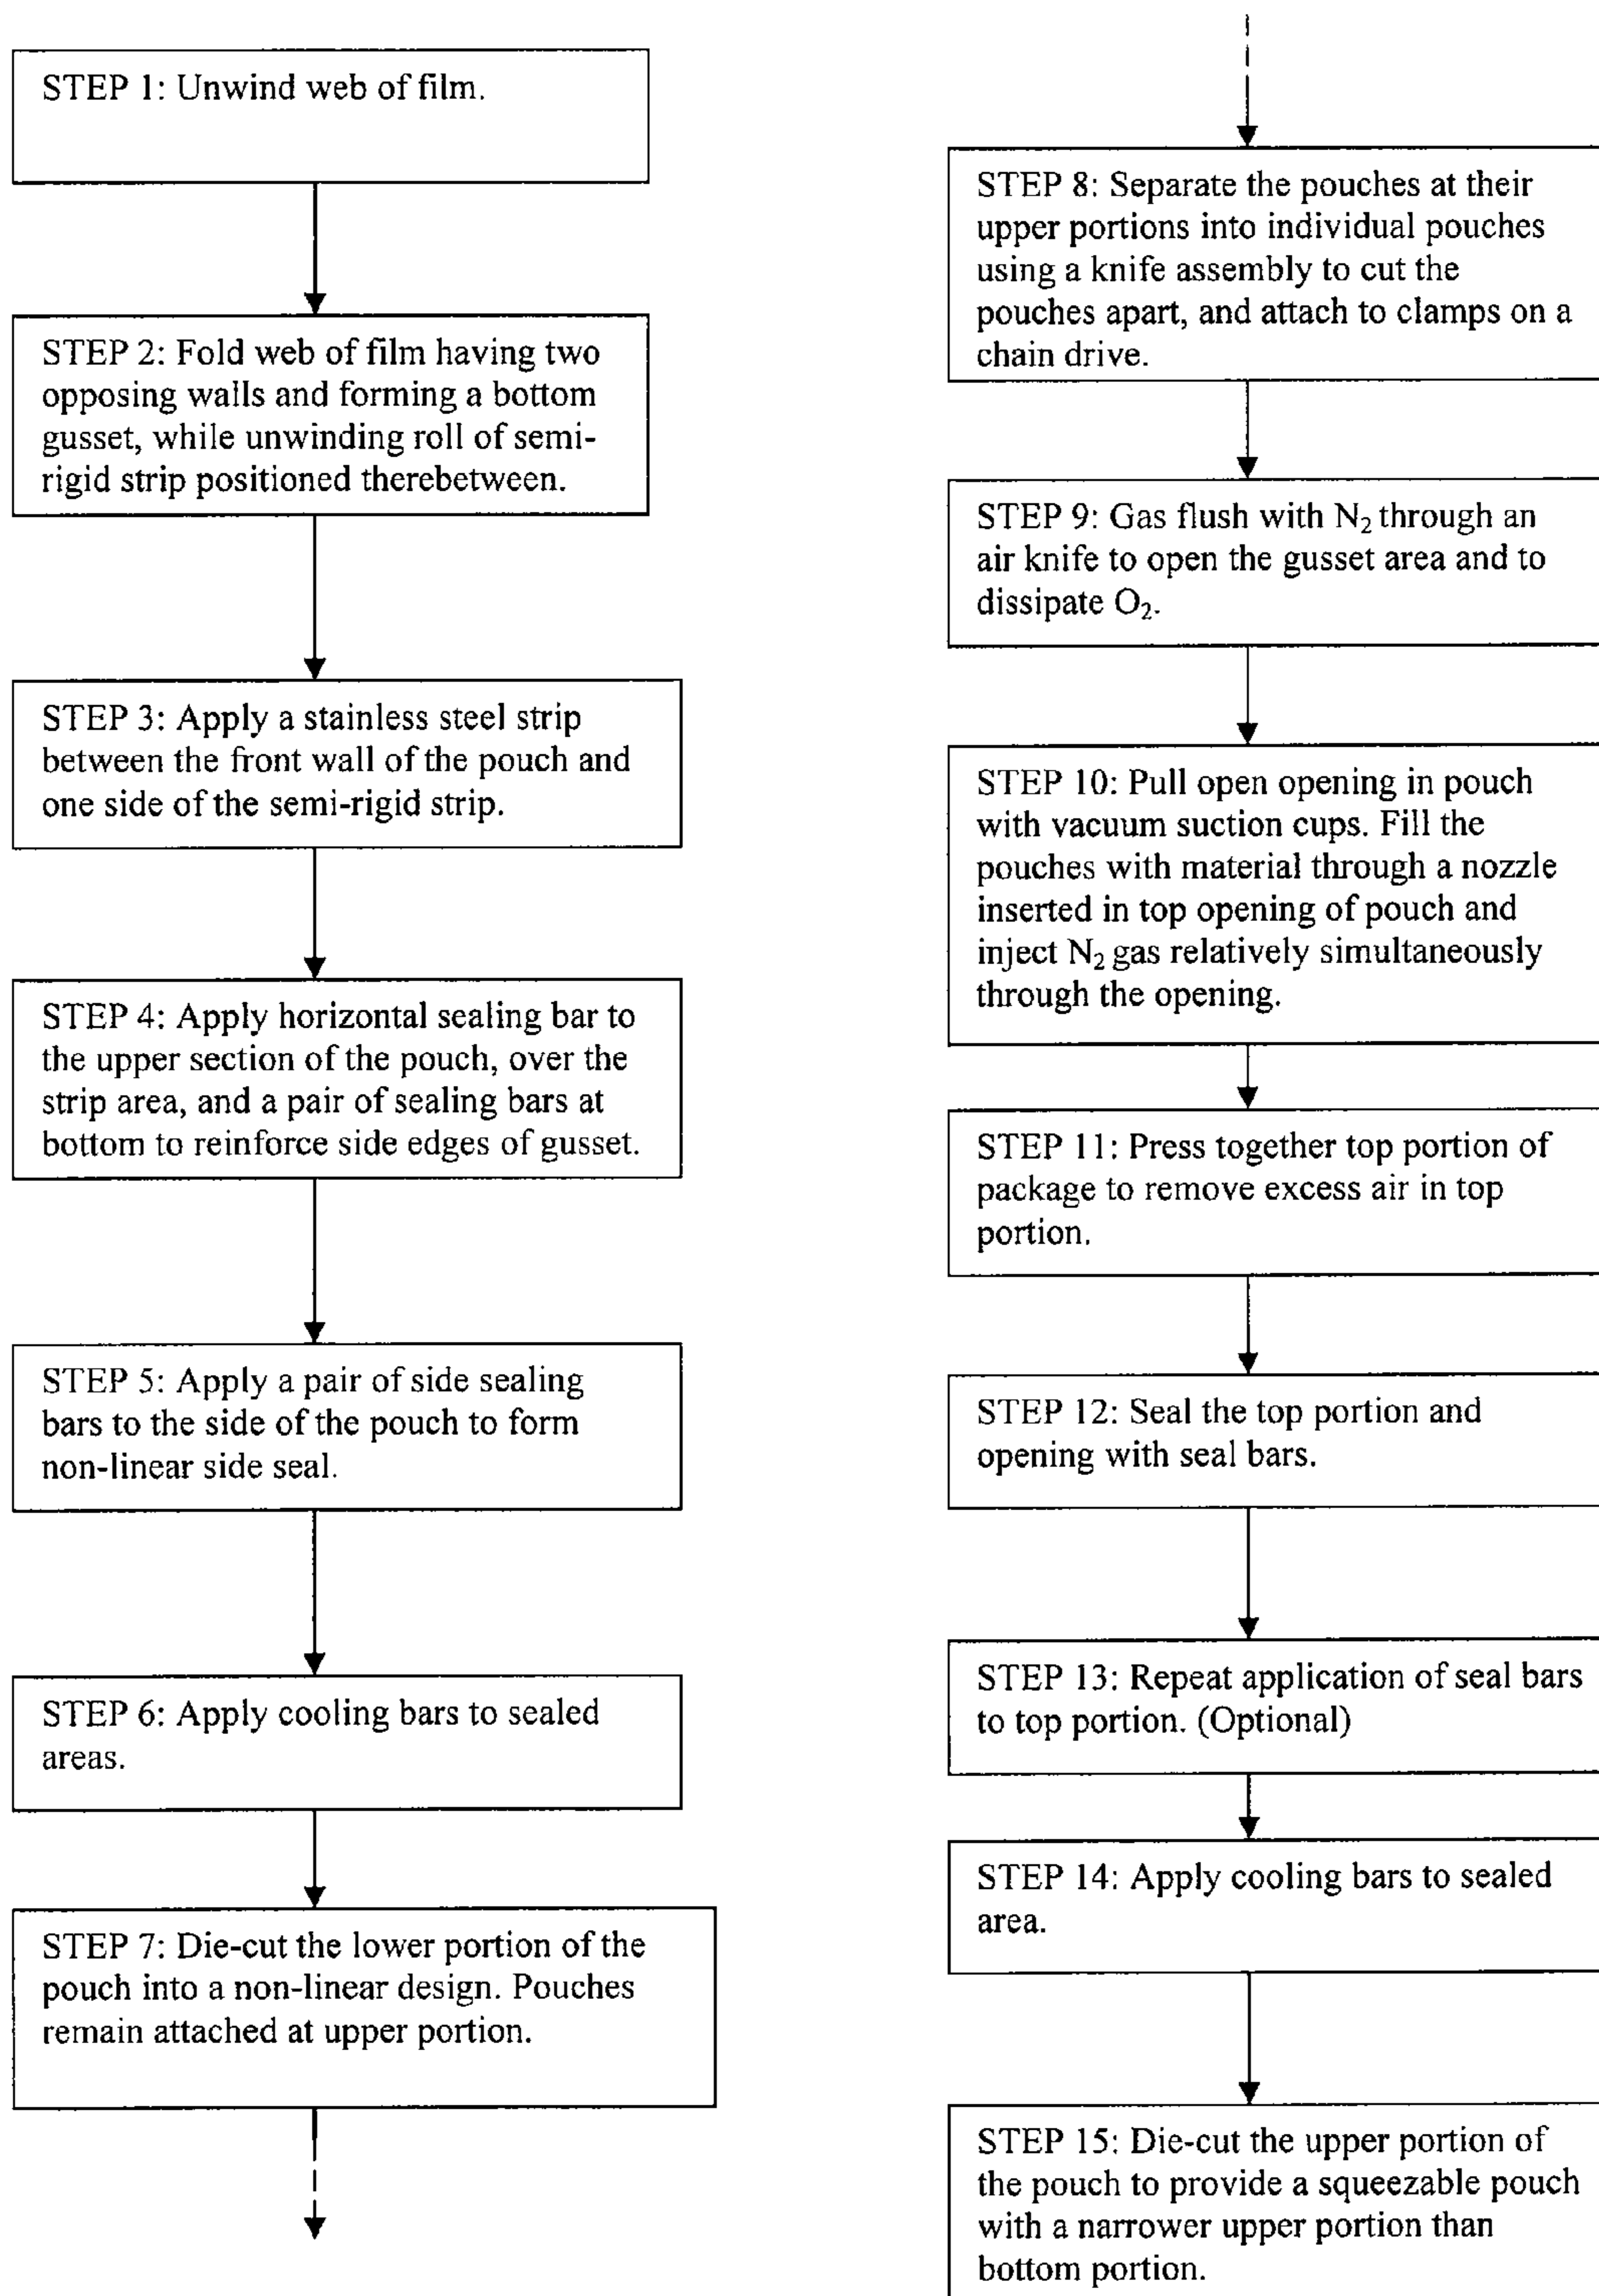 STEP 1: Unwind web of film.
STEP 2: Fold web of film having two
opposing walls and forming a bottom
gusset, while unwinding roll of semi-
rigid strip positioned therebetween.
STEP 3: Apply a stainless steel strip
between the front wall of the pouch and
one side of the semi-rigid strip.
STEP 4: Apply horizontal sealing bar to
the upper section of the pouch, over the
strip area, and a pair of sealing bars at
bottom to reinforce side edges of gusset.
STEP 5: Apply a pair of side sealing
bars to the side of the pouch to form
non-linear side seal.
STEP 6: Apply cooling bars to sealed
areas.
STEP 7: Die-cut the lower portion of the
pouch into a non-linear design. Pouches
remain attached at upper portion.
STEP 8: Separate the pouches at their
upper portions into individual pouches
using a knife assembly to cut the
pouches apart, and attach to clamps on a
chain drive.
STEP 9: Gas flush with N₂ through an
air knife to open the gusset area and to
dissipate O₂.
STEP 10: Pull open opening in pouch
with vacuum suction cups. Fill the
pouches with material through a nozzle
inserted in top opening of pouch and
inject N₂ gas relatively simultaneously
through the opening.
STEP 11: Press together top portion of
package to remove excess air in top
portion.
STEP 12: Seal the top portion and
opening with seal bars.
STEP 13: Repeat application of seal bars
to top portion. (Optional)
STEP 14: Apply cooling bars to sealed
area.
STEP 15: Die-cut the upper portion of
the pouch to provide a squeezable pouch
with a narrower upper portion than
bottom portion.